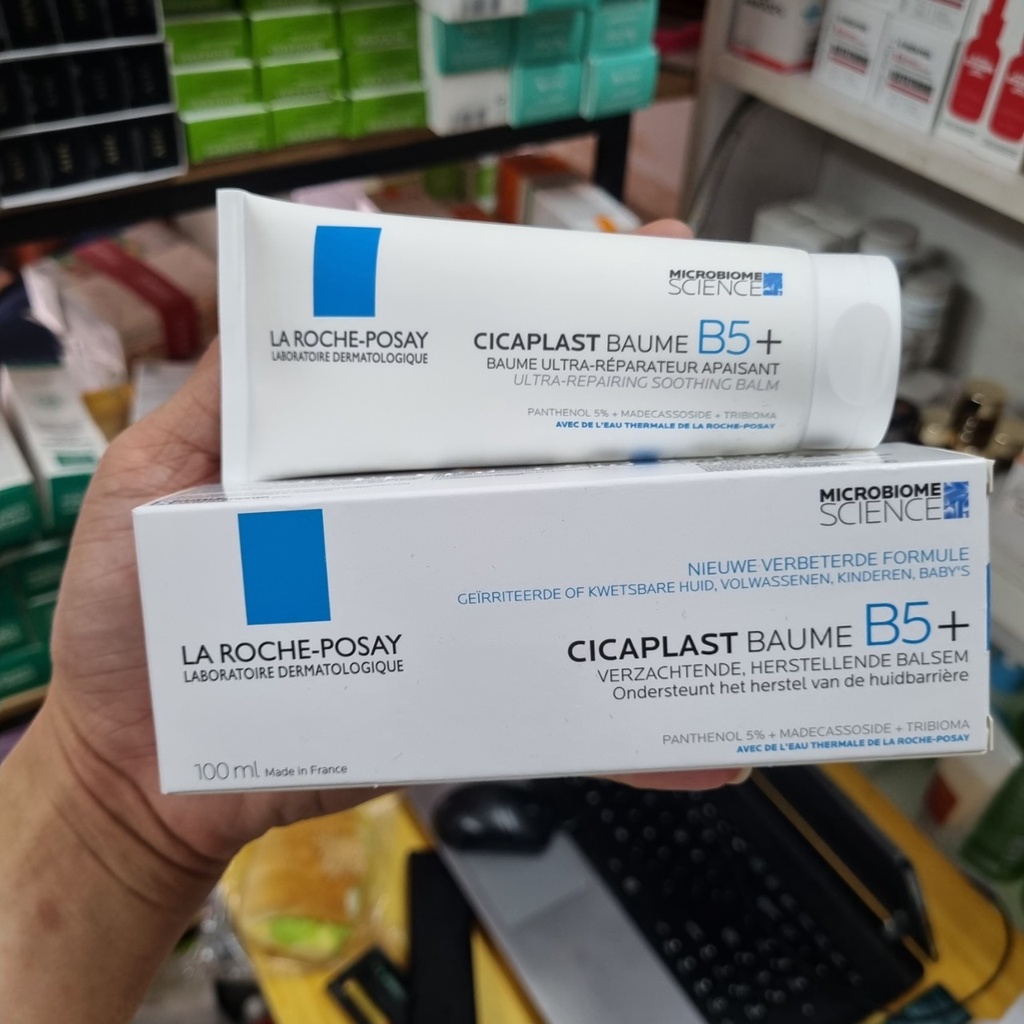 MICROBIOME
SCIENCE
LA ROCHE-POSAY
LABORATOIRE DERMATOLOGIQUE
CICAPLAST BAUME B5+
BAUME ULTRA-RÉPARATEUR APAISANT
ULTRA-REPAIRING SOOTHING BALM
PANTHENOL 5% + MADECASSOSIDE + TRIBIOMA
AVEC DE L'EAU THERMALE DE LA ROCHE-POSAY
MICROBIOME
SCIENCE
NIEUWE VERBETERDE FORMULE
GEÏRRITEERDE OF KWETSBARE HUID, VOLWASSENEN, KINDEREN, BABY'S
LA ROCHE-POSAY
LABORATOIRE DERMATOLOGIQUE
CICAPLAST BAUME B5+
VERZACHTENDE, HERSTELLENDE BALSEM
Ondersteunt het herstel van de huidbarrière
PANTHENOL 5% + MADECASSOSIDE + TRIBIOMA
AVEC DE L'EAU THERMALE DE LA ROCHE-POSAY
100 ml Made in France